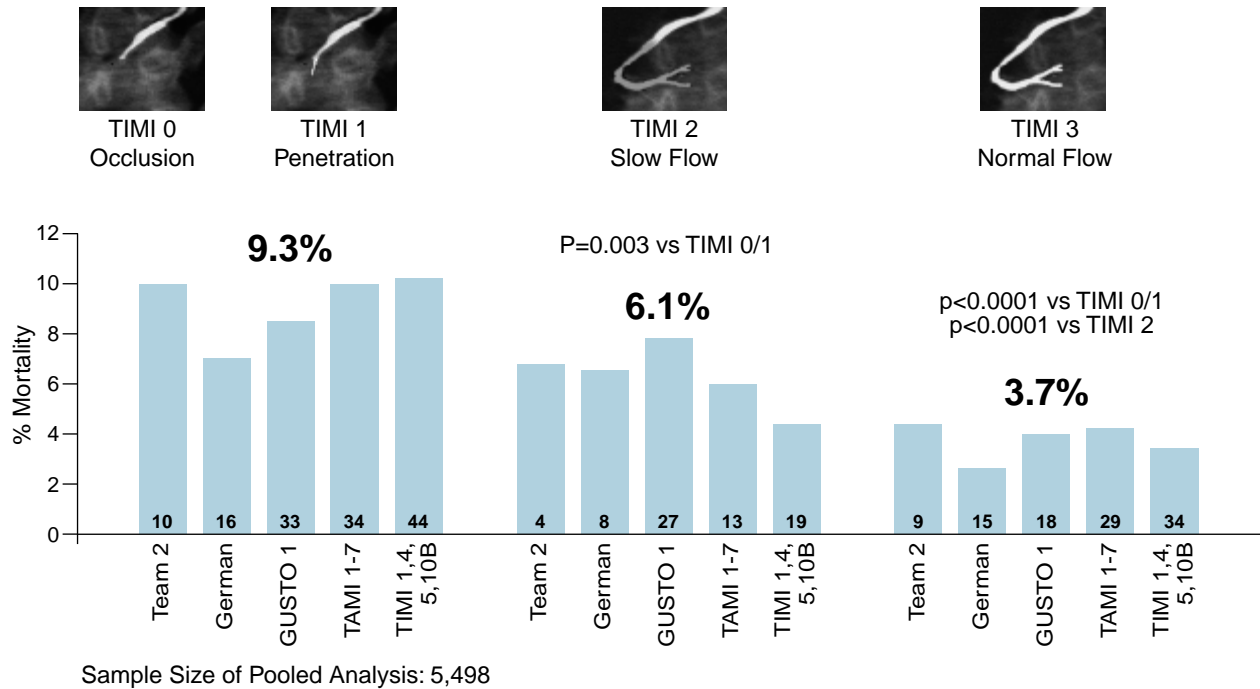 TIMI 0
Occlusion
TIMI 1
Penetration
TIMI 2
Slow Flow
TIMI 3
Normal Flow
% Mortality
12
10
8
6
4
2
0
9.3%
P=0.003 vs TIMI 0/1
6.1%
p<0.0001 vs TIMI 0/1
p<0.0001 vs TIMI 2
3.7%
10
16
33
34
44
4
8
27
13
19
9
15
18
29
34
Team 2
German
GUSTO 1
TAMI 1-7
TIMI 1,4,
5,10B
Team 2
German
GUSTO 1
TAMI 1-7
TIMI 1,4,
5,10B
Team 2
German
GUSTO 1
TAMI 1-7
TIMI 1,4,
5,10B
Sample Size of Pooled Analysis: 5,498